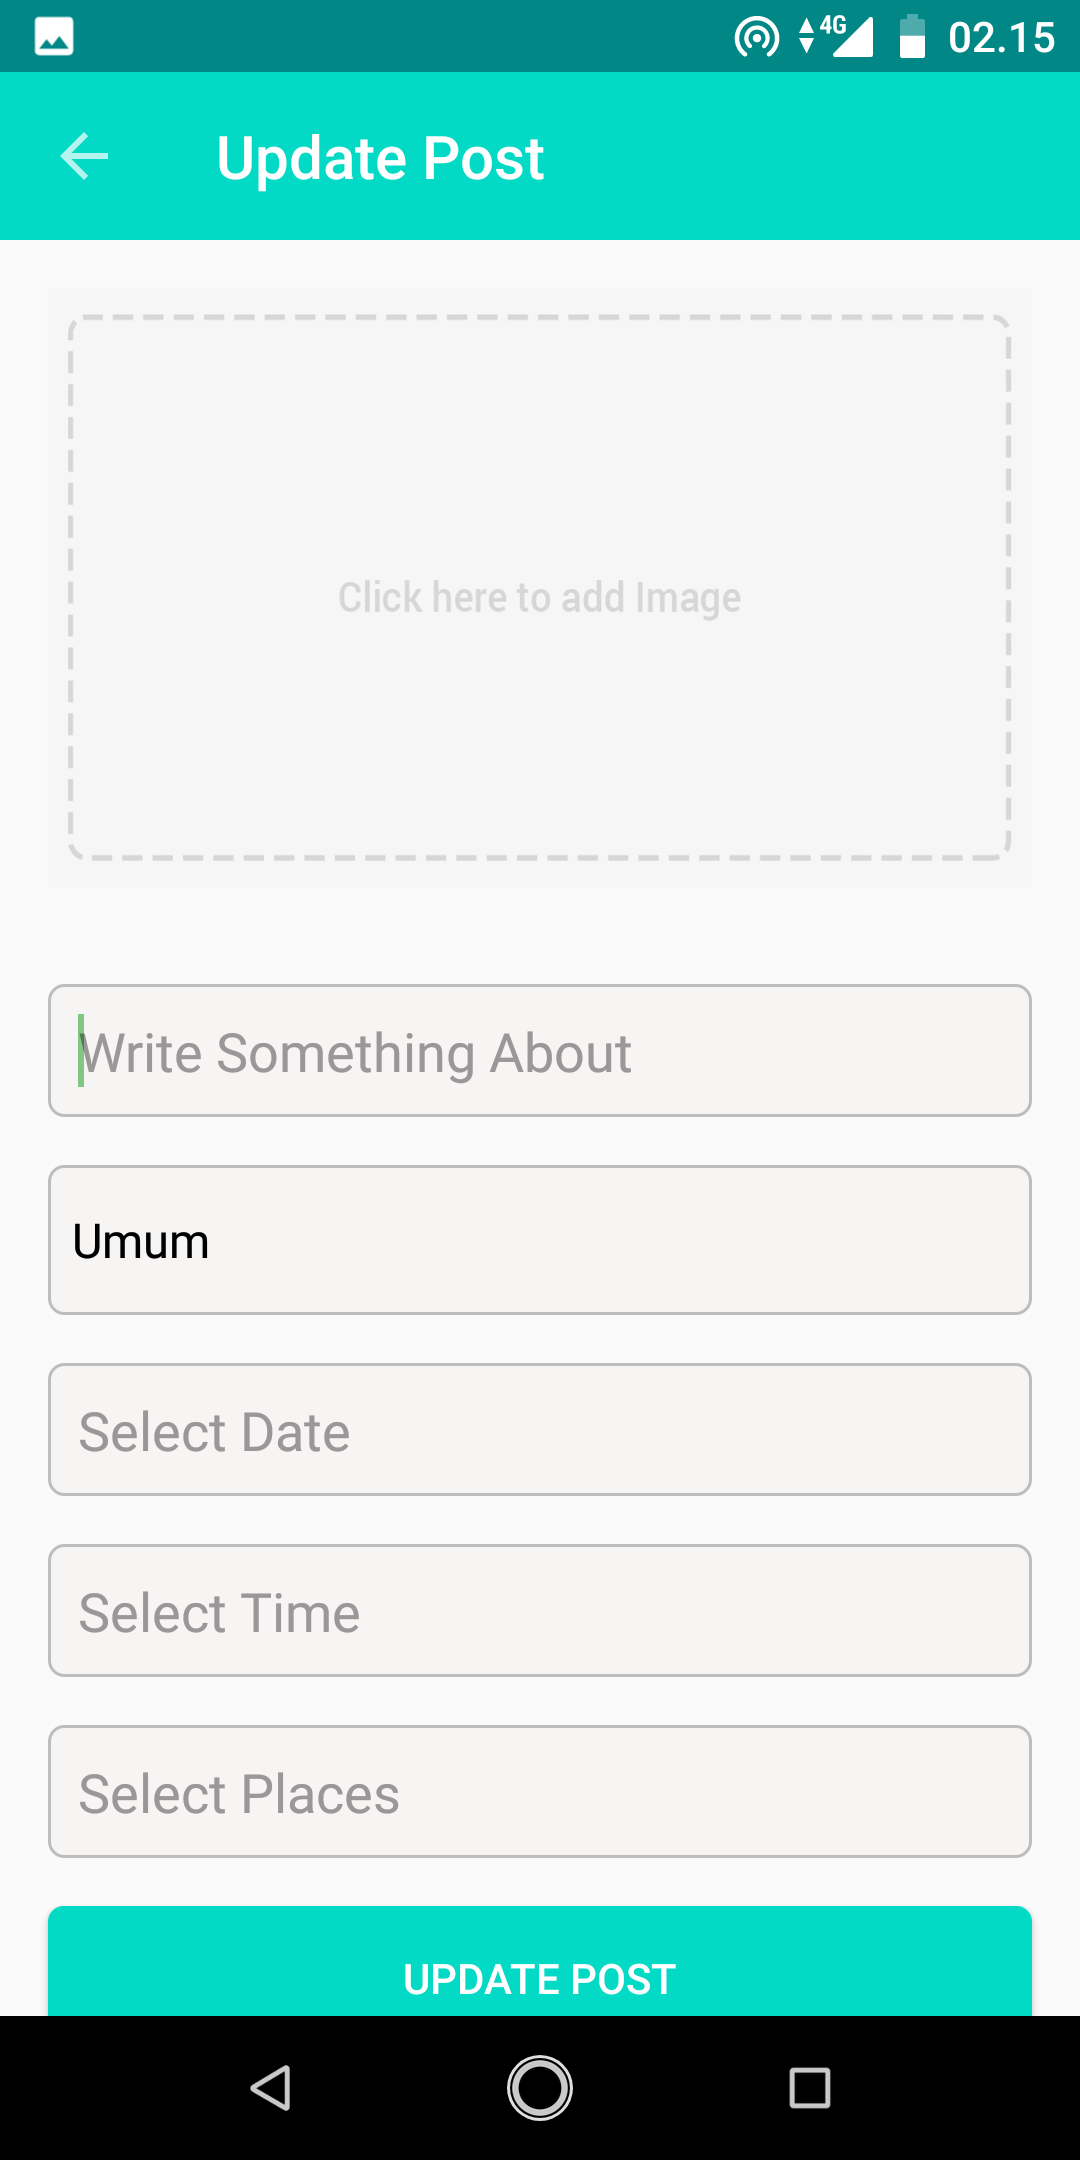 4G 02.15
Update Post
Click here to add Image
Write Something About
Umum
Select Date
Select Time
Select Places
UPDATE POST